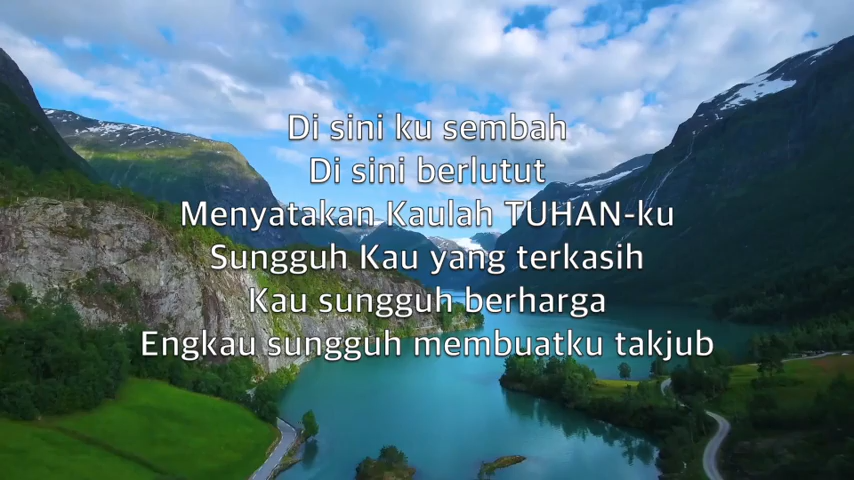 Di sini ku sembah
Di sini berlutut
Menyatakan Kaulah TUHAN-ku
Sungguh Kau yang terkasih
Kau sungguh berharga
Engkau sungguh membuatku takjub